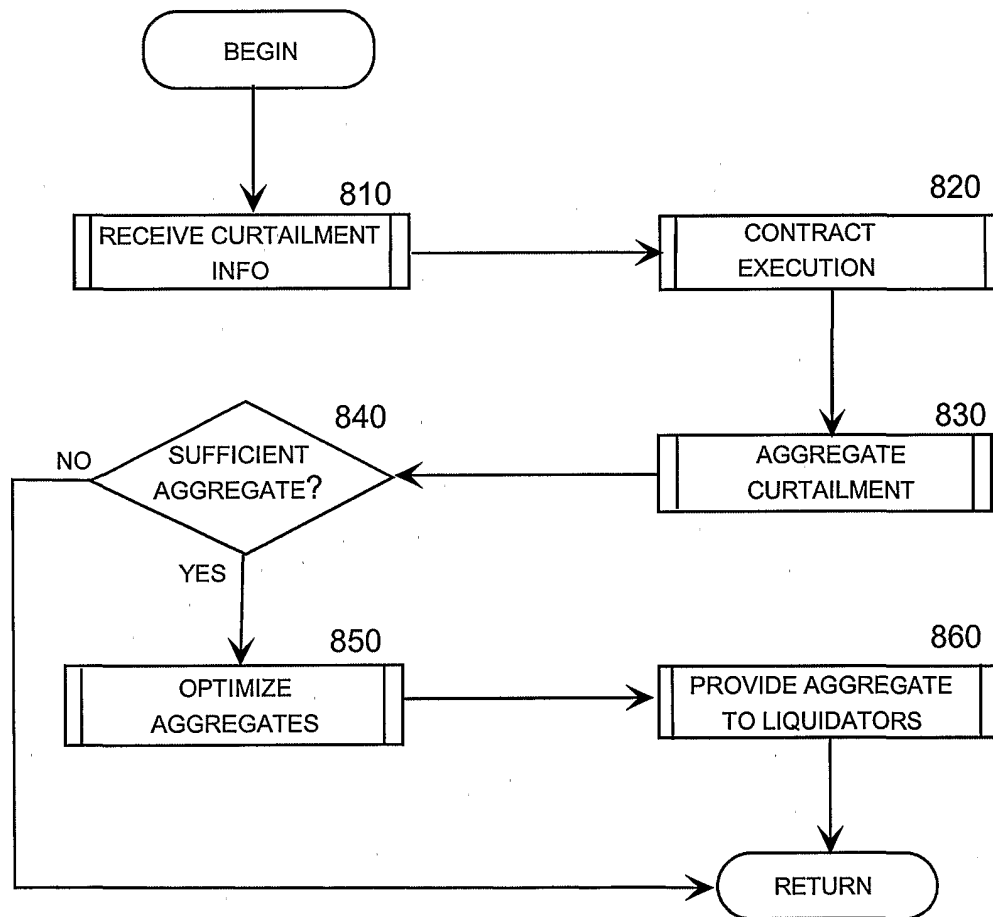 BEGIN
810
RECEIVE CURTAILMENT
INFO
820
CONTRACT
EXECUTION
830
AGGREGATE
CURTAILMENT
840
SUFFICIENT
AGGREGATE?
NO
YES
850
OPTIMIZE
AGGREGATES
860
PROVIDE AGGREGATE
TO LIQUIDATORS
RETURN